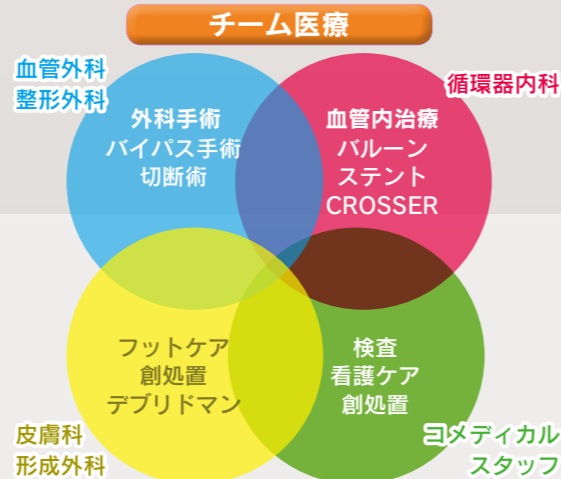 チーム医療
血管外科
整形外科
循環器内科
外科手術
バイパス手術
切断術
血管内治療
バルーン
ステント
CROSSER
フットケア
創処置
デブリドマン
検査
看護ケア
創処置
皮膚科
形成外科
コメディカル
スタッフ